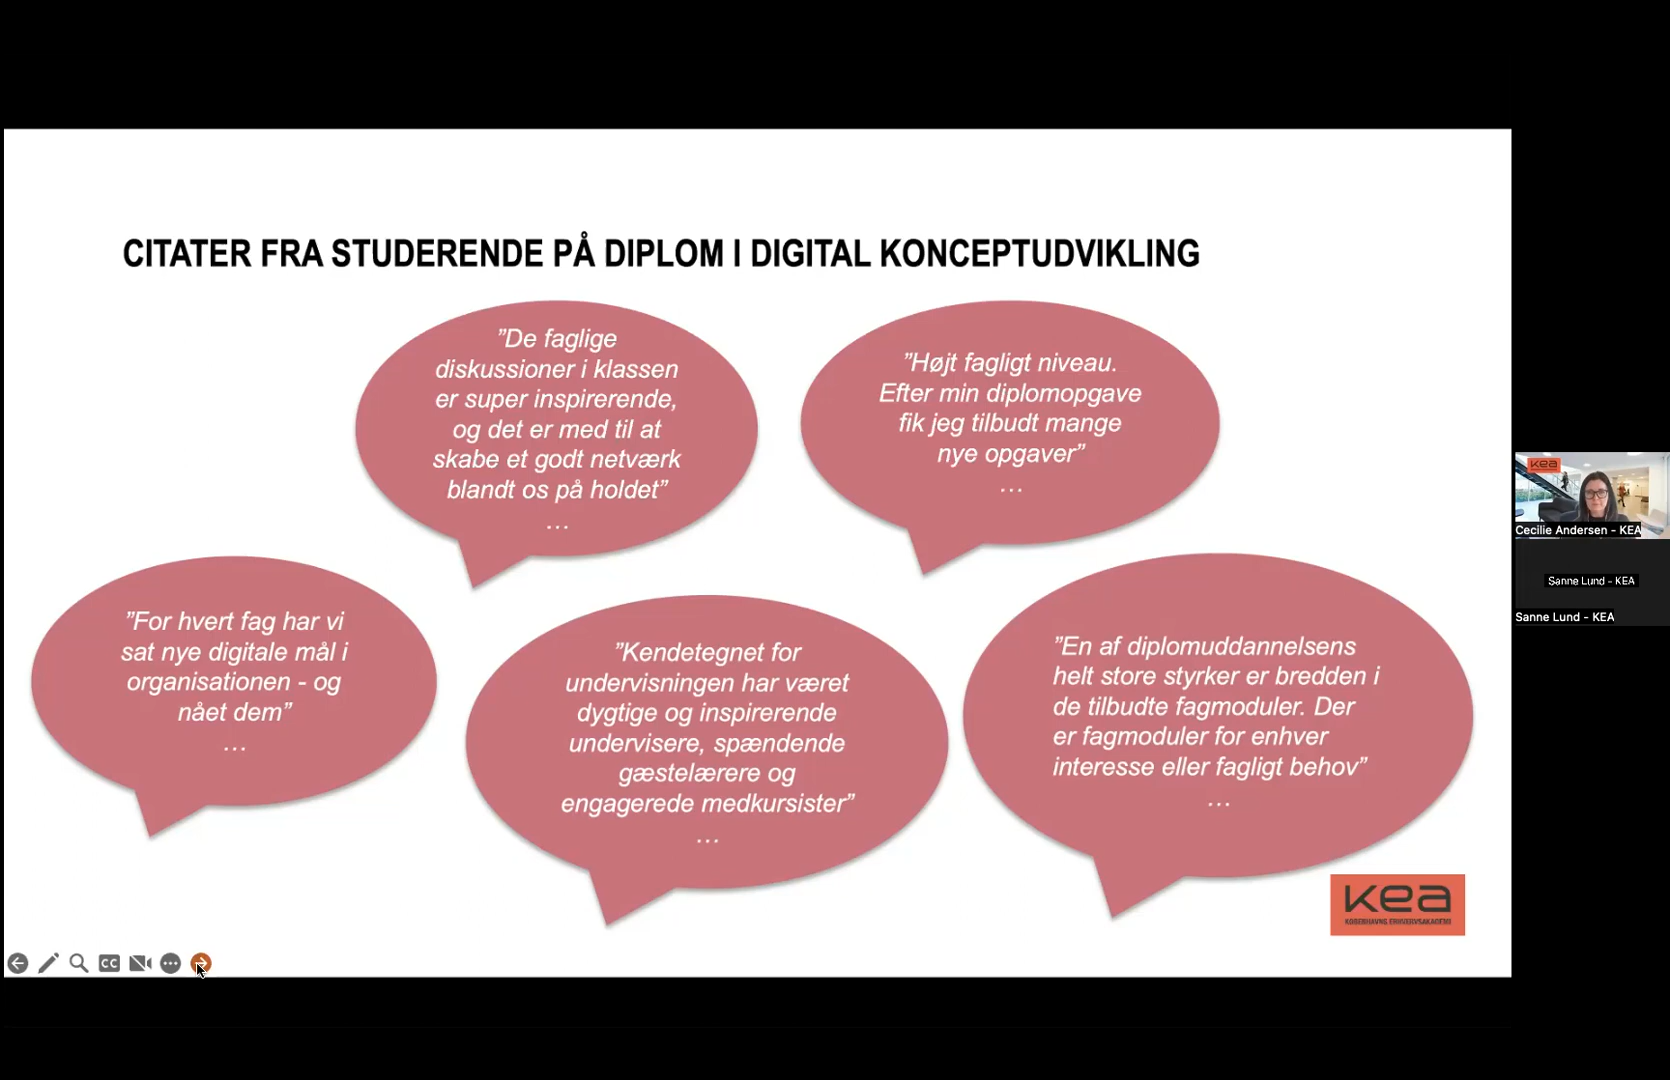 CITATER FRA STUDERENDE PÅ DIPLOM I DIGITAL KONCEPTUDVIKLING
”De faglige
diskussioner i klassen
er super inspirerende,
og det er med til at
skabe et godt netværk
blandt os på holdet”
...
”Højt fagligt niveau.
Efter min diplomopgave
fik jeg tilbudt mange
nye opgaver”
...
”For hvert fag har vi
sat nye digitale mål i
organisationen - og
nået dem”
...
”Kendetegnet for
undervisningen har været
dygtige og inspirerende
undervisere, spændende
gæstelærere og
engagerede medkursister”
...
”En af diplomuddannelsens
helt store styrker er bredden i
de tilbudte fagmoduler. Der
er fagmoduler for enhver
interesse eller fagligt behov”
...
kea
KØBENHAVNS ERHVERVSAKADEMI
CC
kea
Cecilie Andersen - KEA
Sanne Lund - KEA
Sanne Lund - KEA